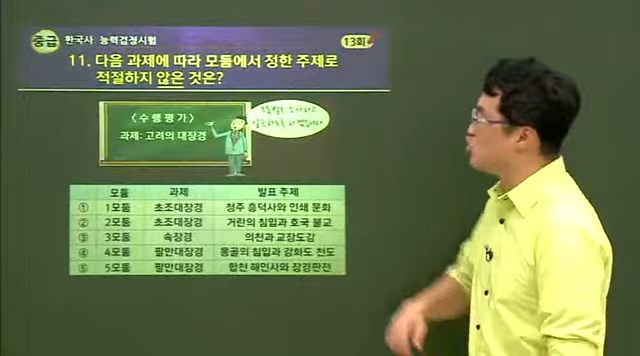 중급 한국사 능력검정시험 13회
11. 다음 과제에 따라 모둠에서 정한 주제로
적절하지 않은 것은?
<수행평가>
과제: 고려의 대장경
모둠 과제 발표 주제
① 1모둠 초조대장경 청주 흥덕사와 인쇄 문화
② 2모둠 초조대장경 거란의 침입과 호국 불교
③ 3모둠 속장경 의천과 교장도감
④ 4모둠 팔만대장경 몽골의 침입과 강화도 천도
⑤ 5모둠 팔만대장경 합천 해인사와 장경판전